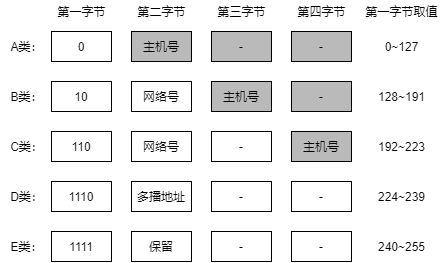 第一字节 第二字节 第三字节 第四字节 第一字节取值
A类: 0 主机号 - - 0~127
B类: 10 网络号 主机号 - 128~191
C类: 110 网络号 - 主机号 192~223
D类: 1110 多播地址 - - 224~239
E类: 1111 保留 - - 240~255